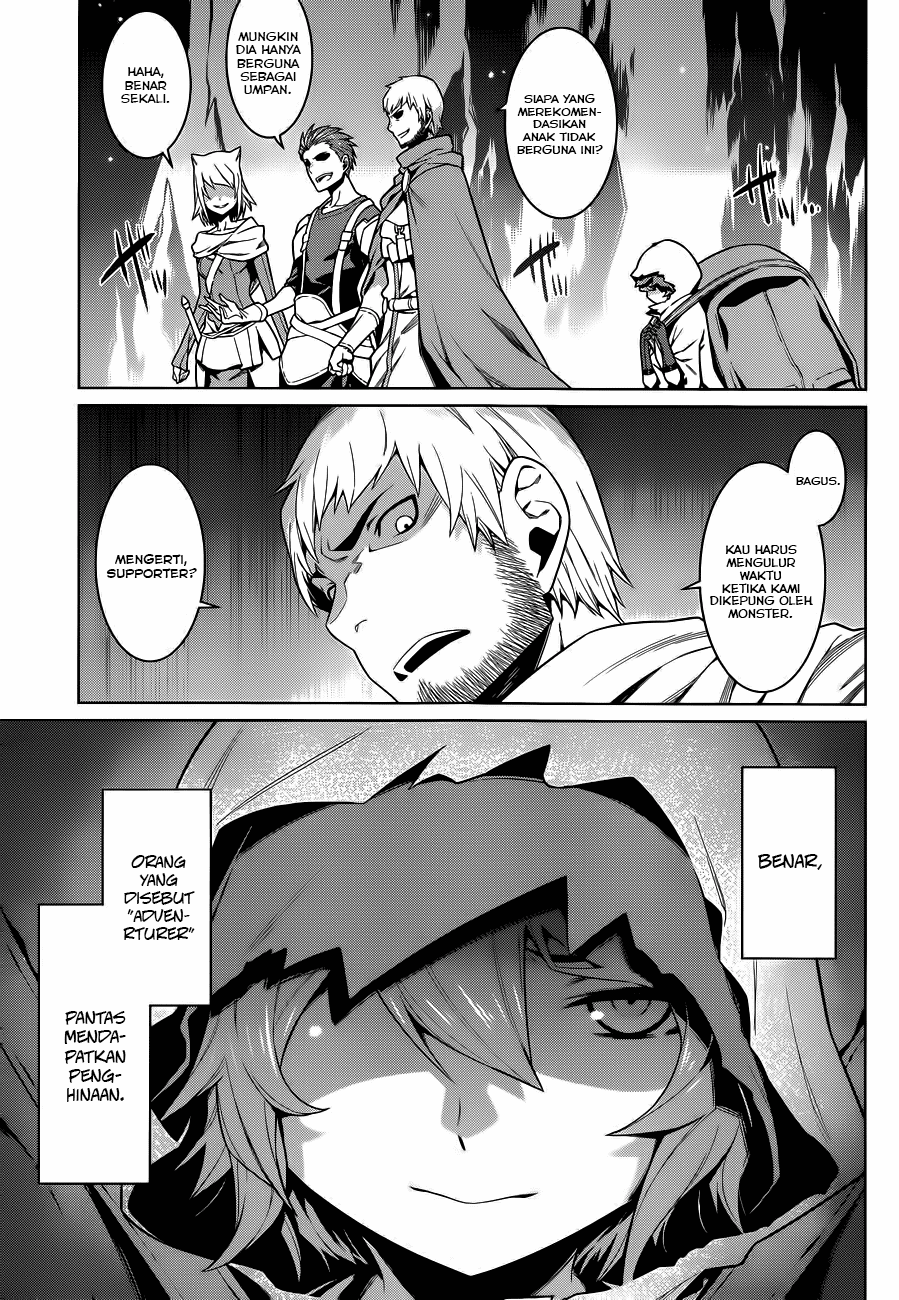 SIAPA YANG
MEREKOMEN-
DASIKAN
ANAK TIDAK
BERGUNA INI?
MUNGKIN
DIA HANYA
BERGUNA
SEBAGAI
UMPAN.
HAHA,
BENAR
SEKALI.
BAGUS.
KAU HARUS
MENGULUR
WAKTU
KETIKA KAMI
DIKEPUNG OLEH
MONSTER.
MENGERTI,
SUPPORTER?
BENAR,
ORANG YANG
DISEBUT
"ADVEN-
RTURER"
PANTAS
MENDA-
PATKAN
PENG-
HINAAN.